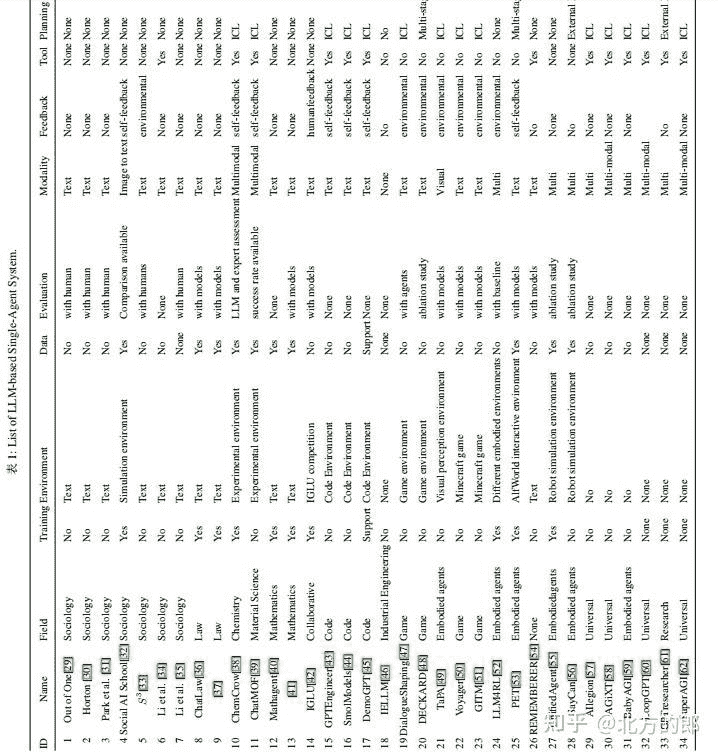 表 1: List of LLM-based Single-Agent System.
ID Name Field Training Environment Data Evaluation Modality Feedback Tool Planning
1 Out of One[29] Sociology No Text No with human Text None None None
2 Horton [30] Sociology No Text No with human Text None None None
3 Park et al. [31] Sociology No Text No with human Text None None None
4 Social AI School[32] Sociology Yes Simulation environment Yes Comparison available Image to text self-feedback None None
5 S³[33] Sociology No Text No with humans Text environmental None None
6 Li et al. [34] Sociology No Text No None Text None Yes None
7 Li et al. [35] Sociology No Text None with human Text None None None
8 ChatLaw[36] Law Yes Text Yes with models Text None None None
9 [37] Law Yes Text Yes with models Text None None None
10 ChemCrow[38] Chemistry Yes Experimental environment Yes LLM and expert assessment Multimodal self-feedback Yes ICL
11 ChatMOF[39] Material Science No Experimental environment Yes success rate available Multimodal self-feedback Yes ICL
12 Mathagent[40] Mathematics Yes Text Yes None Text None None None
13 [41] Mathematics Yes Text Yes with models Text None None None
14 IGLU[42] Collaborative Yes IGLU competition No with models Text humanfeedback None None
15 GPTEngineer[43] Code No Code Environment No None Text self-feedback Yes ICL
16 SmolModels[44] Code No Code Environment No None Text self-feedback Yes ICL
17 DemoGPT[45] Code Support Code Environment Support None Text self-feedback Yes ICL
18 IELLM[46] Industrial Engineering No None None None None No No No
19 DialogueShaping[47] Game No Game environment No with agents Text environmental No ICL
20 DECKARD[48] Game No Game environment No ablation study Text environmental No Multi-sta
21 TaPA[49] Embodied agents No Visual perception environment No with models Visual environmental No ICL
22 Voyager[50] Game No Minecraft game No with models Text environmental No ICL
23 GITM[51] Game No Minecraft game No with models Text environmental No ICL
24 LLM4RL[52] Embodied agents Yes Different embodied environments No with baseline Multi environmental No None
25 PET[53] Embodied agents Yes AlfWorld interactive environment Yes with models Text self-feedback No Multi-sta
26 REMEMBERER[54] None No Text No with models Text No Yes None
27 UnifiedAgent[55] Embodiedagents Yes Robot simulation environment Yes ablation study Multi None None None
28 SayCan[56] Embodied agents Yes Robot simulation environment Yes ablation study Multi No None External
29 AIlegion[57] Universal No No No None Multi None Yes ICL
30 AGiXT[58] Universal No No No None Multi-modal No Yes ICL
31 BabyAGI[59] Embodied agents No No No None Multi None Yes ICL
32 LoopGPT[60] Universal None None None None Multi-modal Yes ICL
33 researcher[61] Research None None None None Multi No Yes External
SuperAGI[62] Universal None None None None Multi-modal None Yes ICL
知乎 @北方的郎